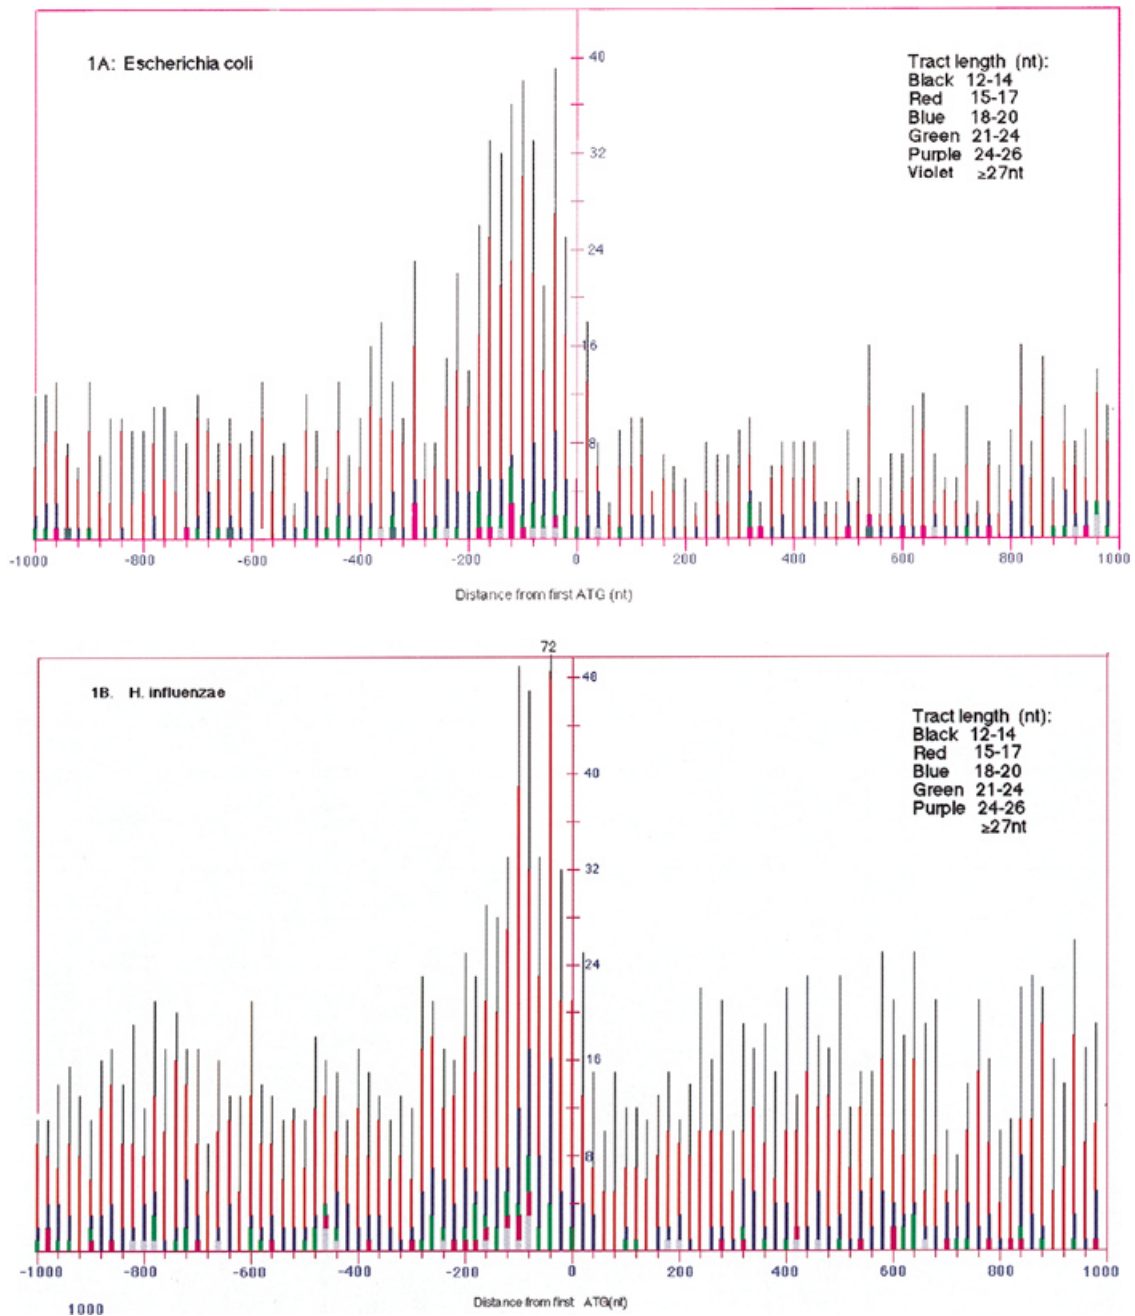 1A: Escherichia coli
Tract length (nt):
Black 12-14
Red 15-17
Blue 18-20
Green 21-24
Purple 24-26
Violet ≥27nt
40
32
24
16
8
-1000 -800 -600 -400 -200 0 200 400 600 800 1000
Distance from first ATG (nt)
72
1B. H. influenzae
Tract length (nt):
Black 12-14
Red 15-17
Blue 18-20
Green 21-24
Purple 24-26
≥27nt
48
40
32
24
16
8
-1000 -800 -600 -400 -200 0 200 400 600 800 1000
Distance from first ATG(nt)
1000